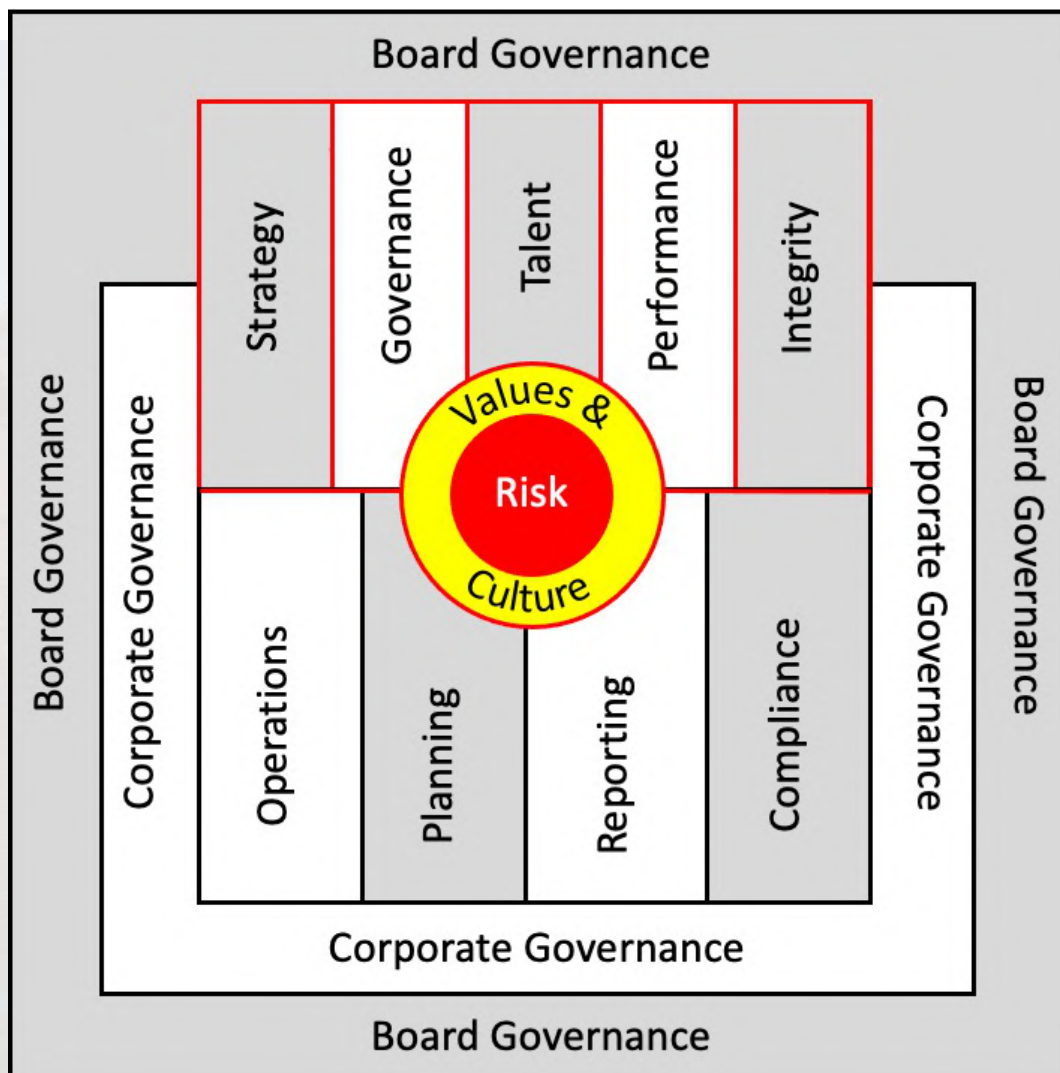 Board Governance
Strategy
Governance
Talent
Performance
Integrity
Values &
Risk
Culture
Board Governance
Corporate Governance
Corporate Governance
Board Governance
Operations
Planning
Reporting
Compliance
Corporate Governance
Board Governance